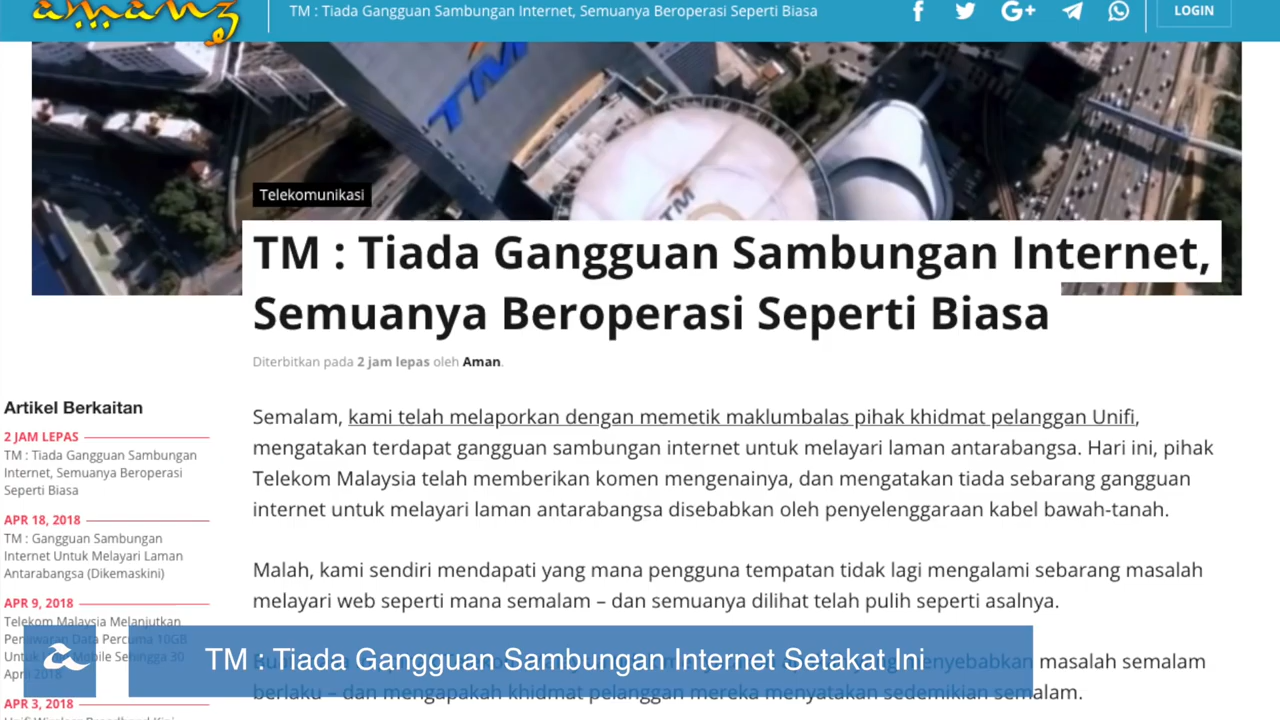 amanz
TM : Tiada Gangguan Sambungan Internet, Semuanya Beroperasi Seperti Biasa
LOGIN
TM
TM
Telekomunikasi
TM : Tiada Gangguan Sambungan Internet,
Semuanya Beroperasi Seperti Biasa
Diterbitkan pada 2 jam lepas oleh Aman.
Artikel Berkaitan
2 JAM LEPAS
TM : Tiada Gangguan Sambungan
Internet, Semuanya Beroperasi
Seperti Biasa
APR 18, 2018
TM : Gangguan Sambungan
Internet Untuk Melayari Laman
Antarabangsa (Dikemaskini)
APR 9, 2018
Telekom Malaysia Melanjutkan
Penawaran Data Percuma 10GB
Untuk Mobile Sehingga 30
April 2018
APR 3, 2018
Semalam, kami telah melaporkan dengan memetik maklumbalas pihak khidmat pelanggan Unifi,
mengatakan terdapat gangguan sambungan internet untuk melayari laman antarabangsa. Hari ini, pihak
Telekom Malaysia telah memberikan komen mengenainya, dan mengatakan tiada sebarang gangguan
internet untuk melayari laman antarabangsa disebabkan oleh penyelenggaraan kabel bawah-tanah.
Malah, kami sendiri mendapati yang mana pengguna tempatan tidak lagi mengalami sebarang masalah
melayari web seperti mana semalam – dan semuanya dilihat telah pulih seperti asalnya.
menyebabkan masalah semalam
berlaku – dan mengapakah khidmat pelanggan mereka menyatakan sedemikian semalam.
TM : Tiada Gangguan Sambungan Internet Setakat Ini